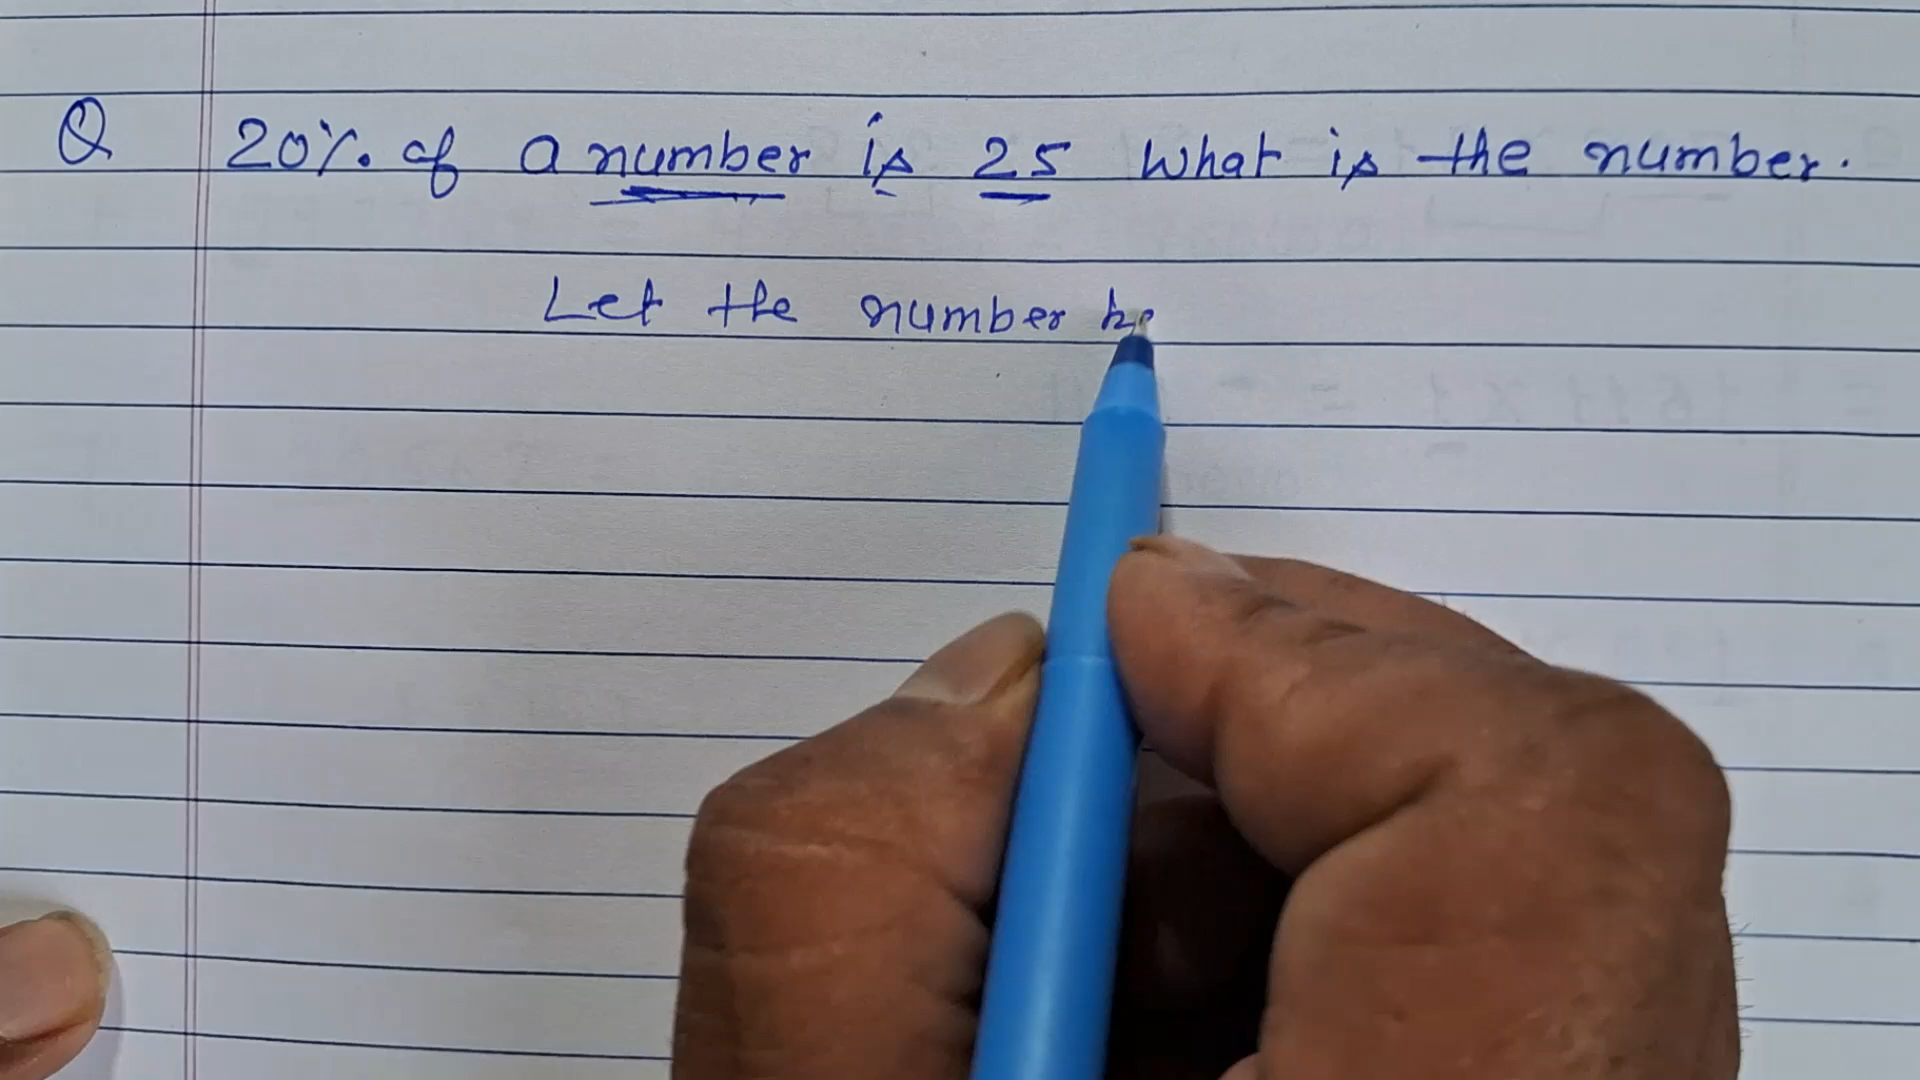 Q 20% of a number is 25 What is the number.
Let the number be